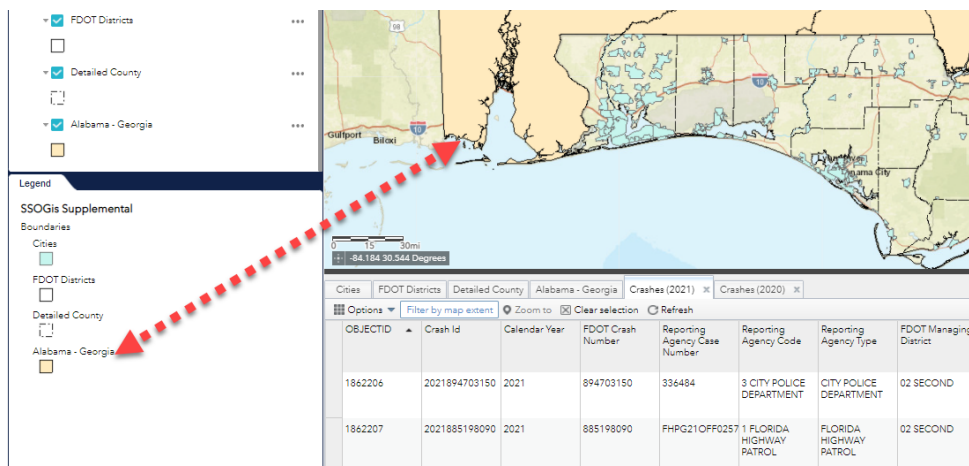 FDOT Districts
Detailed County
Alabama - Georgia
Legend
SSOGis Supplemental
Boundaries
Cities
FDOT Districts
Detailed County
Alabama - Georgia
98
10
10
Gulfport
Biloxi
Panama City
0 15 30mi
-84.184 30.544 Degrees
Cities FDOT Districts Detailed County Alabama - Georgia Crashes (2021) × Crashes (2020) ×
Options Filter by map extent Zoom to Clear selection Refresh
OBJECTID Crash Id Calendar Year FDOT Crash Number Reporting Agency Case Number Reporting Agency Code Reporting Agency Type FDOT Managing District
1862206 2021894703150 2021 894703150 336484 3 CITY POLICE DEPARTMENT CITY POLICE DEPARTMENT 02 SECOND
1862207 2021885198090 2021 885198090 FHPG21OFF0257 1 FLORIDA HIGHWAY PATROL FLORIDA HIGHWAY PATROL 02 SECOND